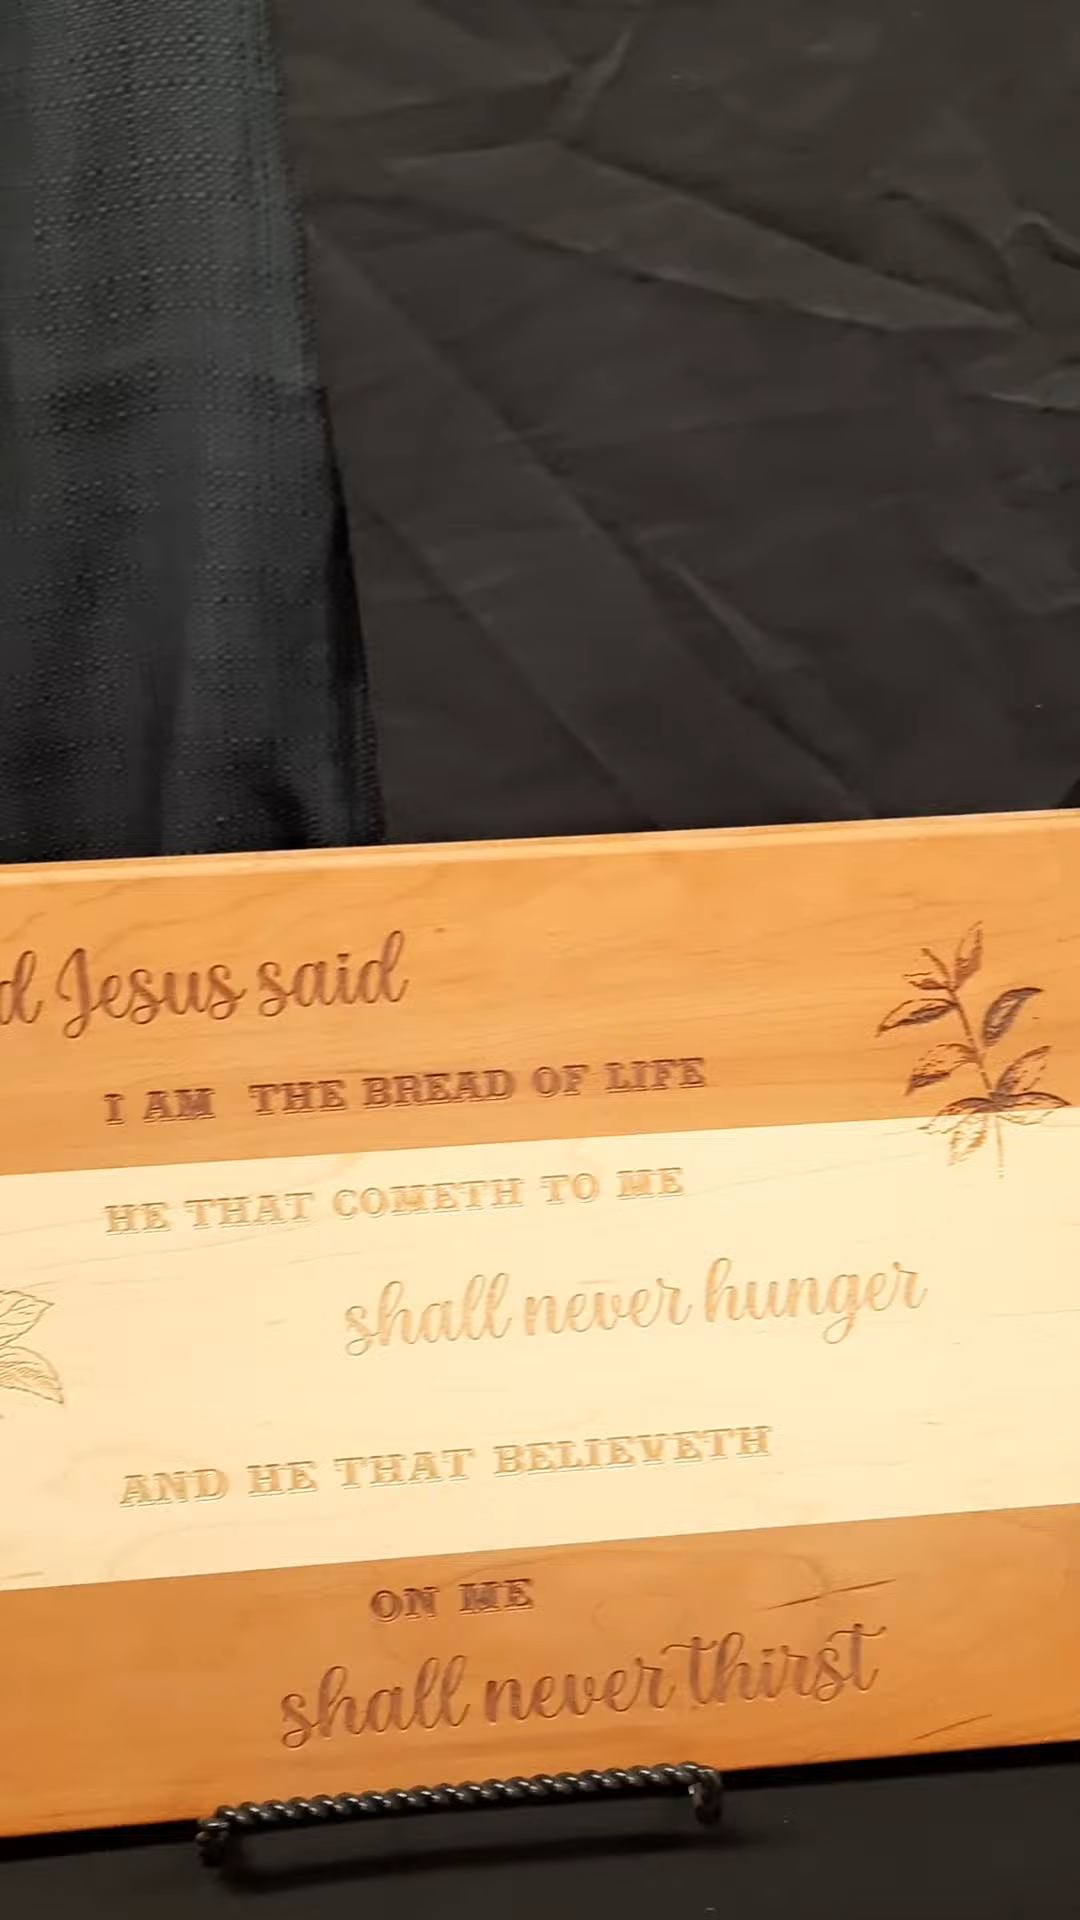 d Jesus said
I AM THE BREAD OF LIFE
HE THAT COMETH TO ME
shall never hunger
AND HE THAT BELIEVETH
ON ME
shall never thirst